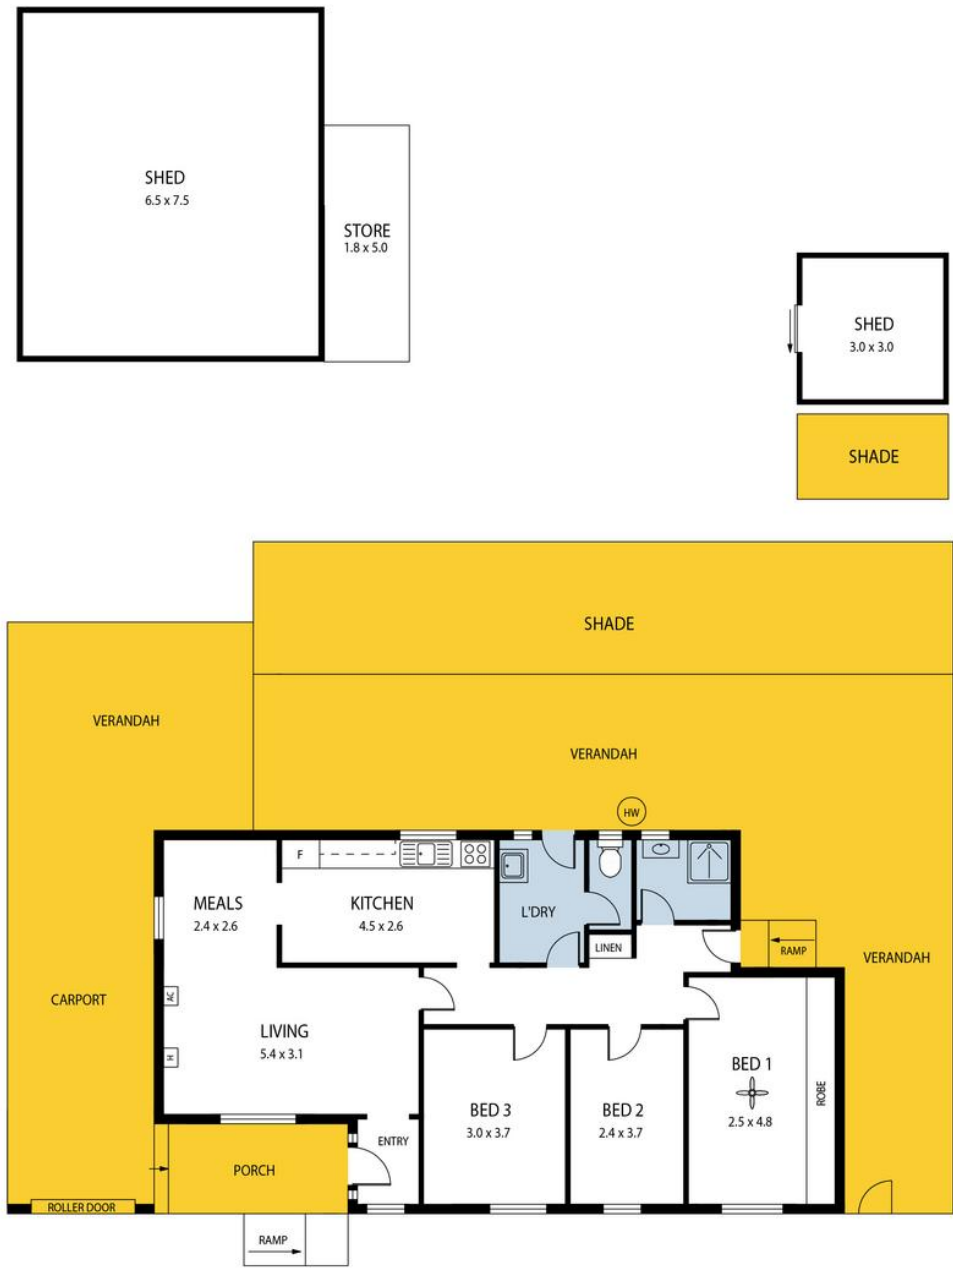 SHED
6.5 x 7.5
STORE
1.8 x 5.0
SHED
3.0 x 3.0
SHADE
SHADE
VERANDAH
VERANDAH
HW
F
MEALS
2.4 x 2.6
KITCHEN
4.5 x 2.6
L'DRY
LINEN
RAMP
VERANDAH
CARPORT
AC
H
LIVING
5.4 x 3.1
BED 1
2.5 x 4.8
ROBE
BED 3
3.0 x 3.7
BED 2
2.4 x 3.7
ENTRY
PORCH
ROLLER DOOR
RAMP